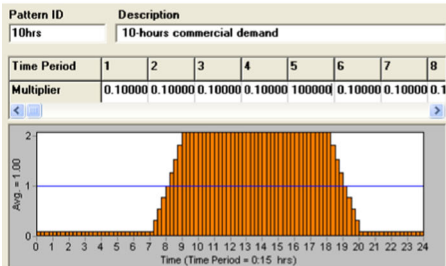 Pattern ID Description
10hrs 10-hours commercial demand
Time Period 1 2 3 4 5 6 7 8
Multiplier 0.10000 0.10000 0.10000 0.10000 100000 0.10000 0.10000 0.1
2
Avg. = 1.00
1
0
0 1 2 3 4 5 6 7 8 9 10 11 12 13 14 15 16 17 18 19 20 21 22 23 24
Time (Time Period = 0:15 hrs)